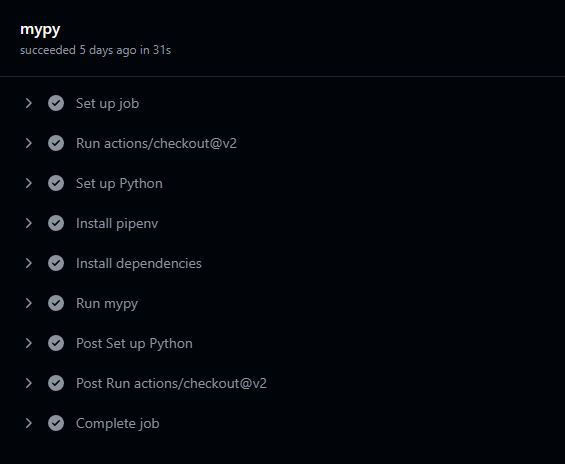 mypy
succeeded 5 days ago in 31s
Set up job
Run actions/checkout@v2
Set up Python
Install pipenv
Install dependencies
Run mypy
Post Set up Python
Post Run actions/checkout@v2
Complete job